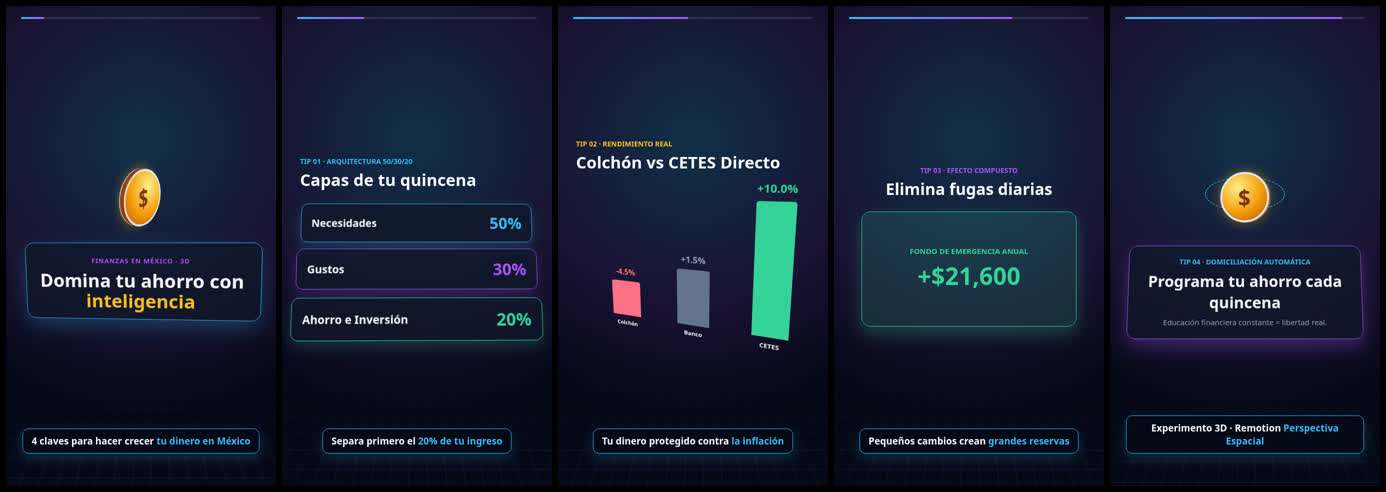 $
FINANZAS EN MÉXICO · 3D
Domina tu ahorro con
inteligencia
4 claves para hacer crecer tu dinero en México
TIP 01 · ARQUITECTURA 50/30/20
Capas de tu quincena
Necesidades 50%
Gustos 30%
Ahorro e Inversión 20%
Separa primero el 20% de tu ingreso
TIP 02 · RENDIMIENTO REAL
Colchón vs CETES Directo
+10.0%
+1.5%
-4.5%
Colchón
Banco
CETES
Tu dinero protegido contra la inflación
TIP 03 · EFECTO COMPUESTO
Elimina fugas diarias
FONDO DE EMERGENCIA ANUAL
+$21,600
Pequeños cambios crean grandes reservas
$
TIP 04 · DOMICILIACIÓN AUTOMÁTICA
Programa tu ahorro cada
quincena
Educación financiera constante = libertad real.
Experimento 3D · Remotion Perspectiva
Espacial